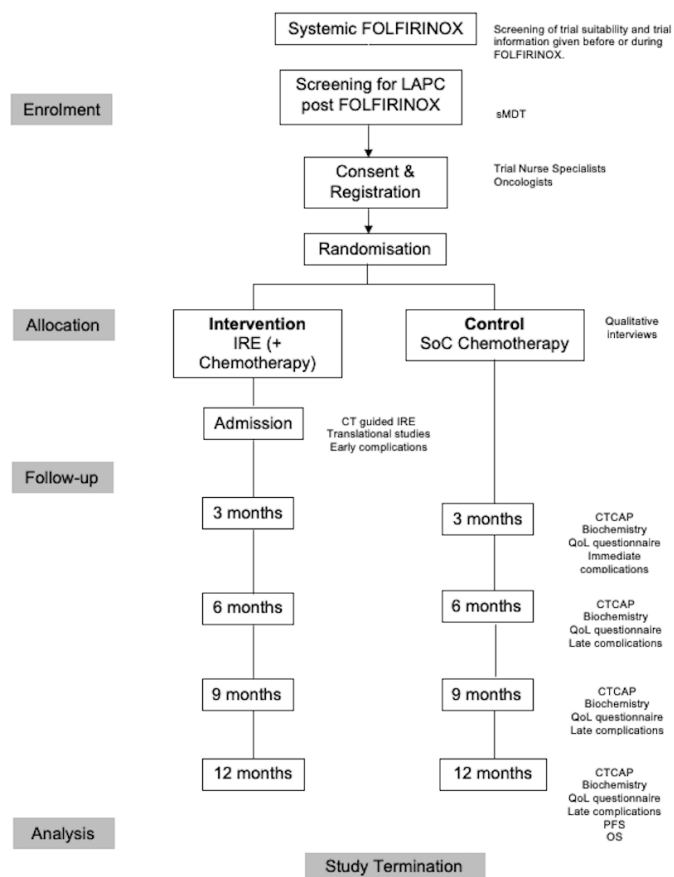 Systemic FOLFIRINOX
Screening of trial suitability and trial
information given before or during
FOLFIRINOX.
Enrolment
Screening for LAPC
post FOLFIRINOX
sMDT
Consent &
Registration
Trial Nurse Specialists
Oncologists
Randomisation
Allocation
Intervention
IRE (+
Chemotherapy)
Control
SoC Chemotherapy
Qualitative
interviews
Admission
CT guided IRE
Translational studies
Early complications
Follow-up
3 months
3 months
CTCAP
Biochemistry
QoL questionnaire
Immediate
complications
6 months
6 months
CTCAP
Biochemistry
QoL questionnaire
Late complications
9 months
9 months
CTCAP
Biochemistry
QoL questionnaire
Late complications
12 months
12 months
CTCAP
Biochemistry
QoL questionnaire
Late complications
PFS
OS
Analysis
Study Termination